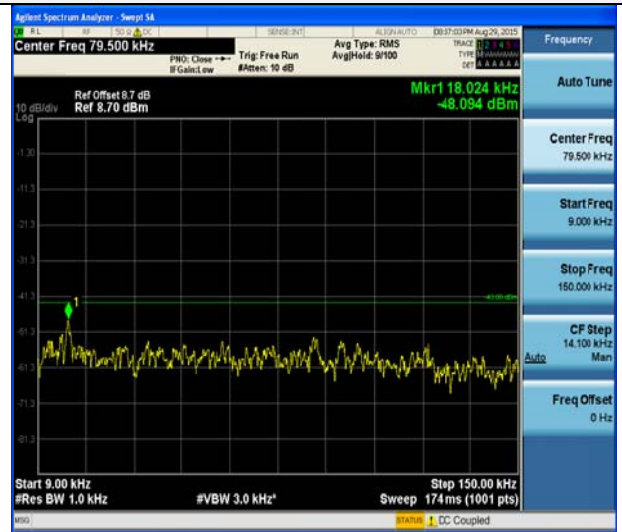 Agilent Spectrum Analyzer - Swept SA
RL RF 50 Ω DC SENSE:INT ALIGN AUTO 08:37:03 PM Aug 29, 2015
Center Freq 79.500 kHz
PNO: Close
IFGain:Low
Trig: Free Run
#Atten: 10 dB
Avg Type: RMS
Avg|Hold: 9/100
TRACE 1 2 3 4 5 6
TYPE
DET A A A A A A
Frequency
Ref Offset 8.7 dB
10 dB/div Ref 8.70 dBm
Log
Mkr1 18.024 kHz
-48.094 dBm
Auto Tune
-1.30
-11.3
-21.3
-31.3
-41.3
-51.3
-61.3
-71.3
-81.3
1
Center Freq
79.500 kHz
Start Freq
9.000 kHz
Stop Freq
150.000 kHz
CF Step
14.100 kHz
Auto Man
Freq Offset
0 Hz
Start 9.00 kHz Stop 150.00 kHz
#Res BW 1.0 kHz #VBW 3.0 kHz* Sweep 174 ms (1001 pts)
MSG STATUS DC Coupled